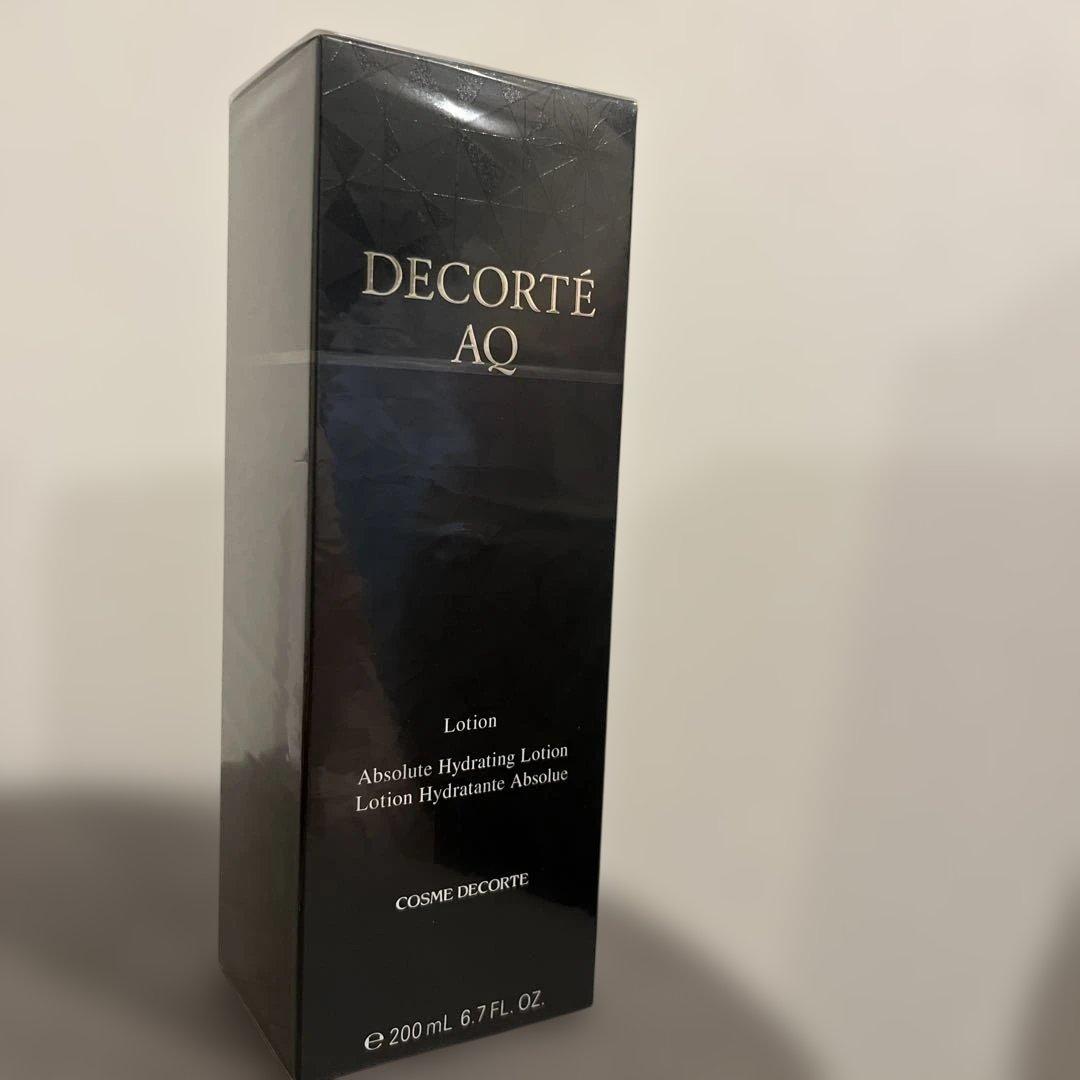 DECORTÉ
AQ
Lotion
Absolute Hydrating Lotion
Lotion Hydratante Absolue
COSME DECORTE
℮ 200 mL 6.7 FL. OZ.